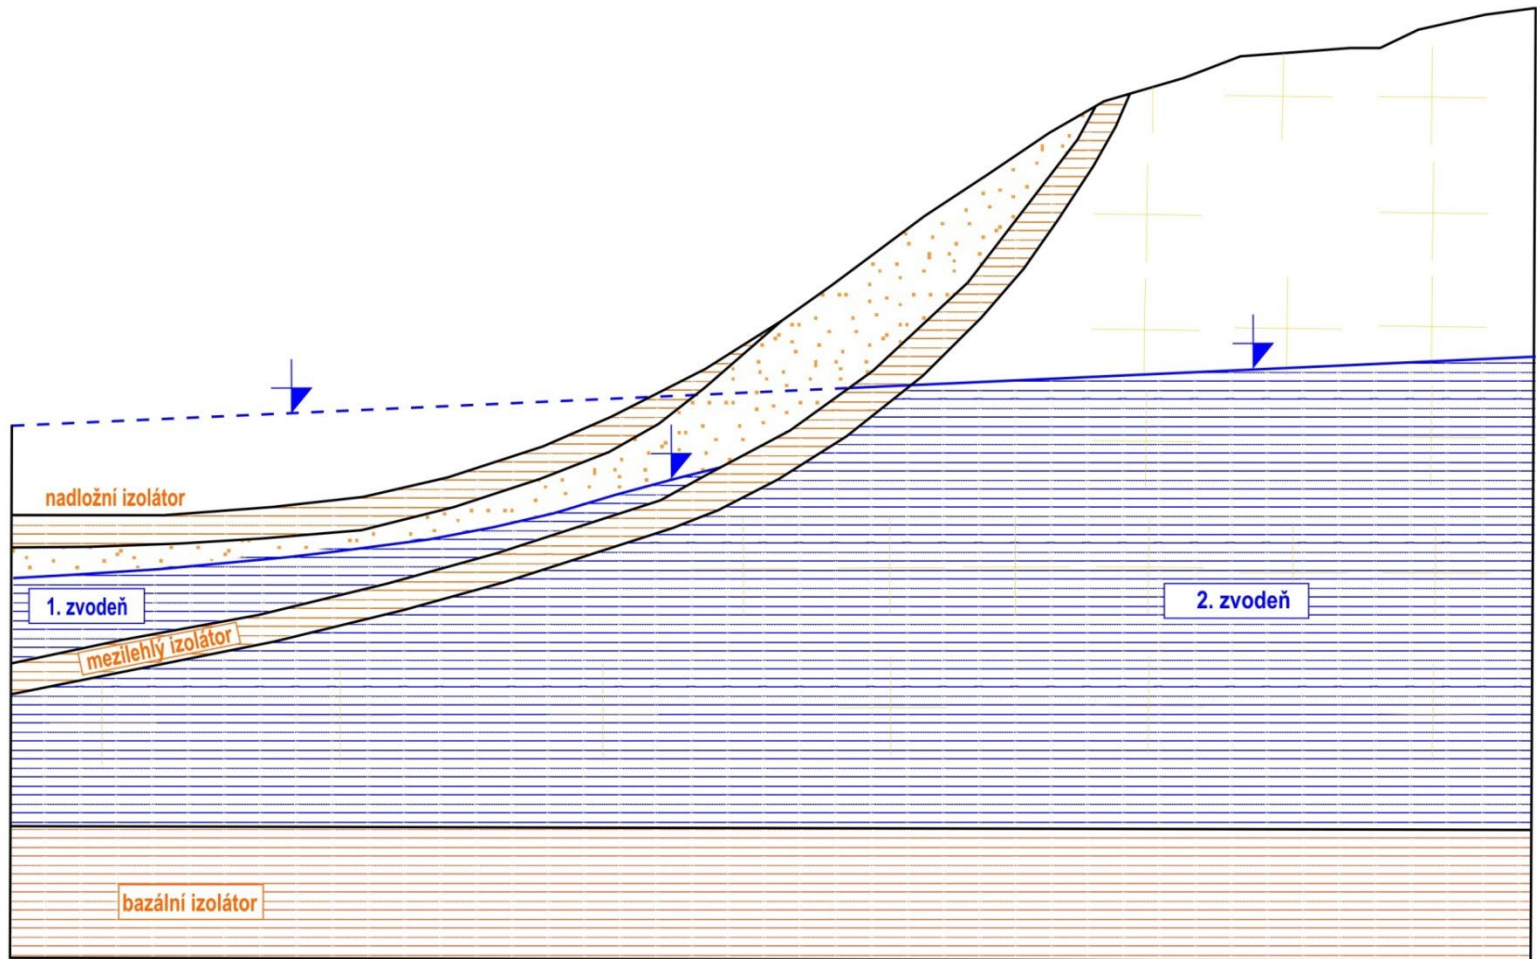 nadložní izolátor
1. zvodeň
2. zvodeň
mezilehlý izolátor
bazální izolátor